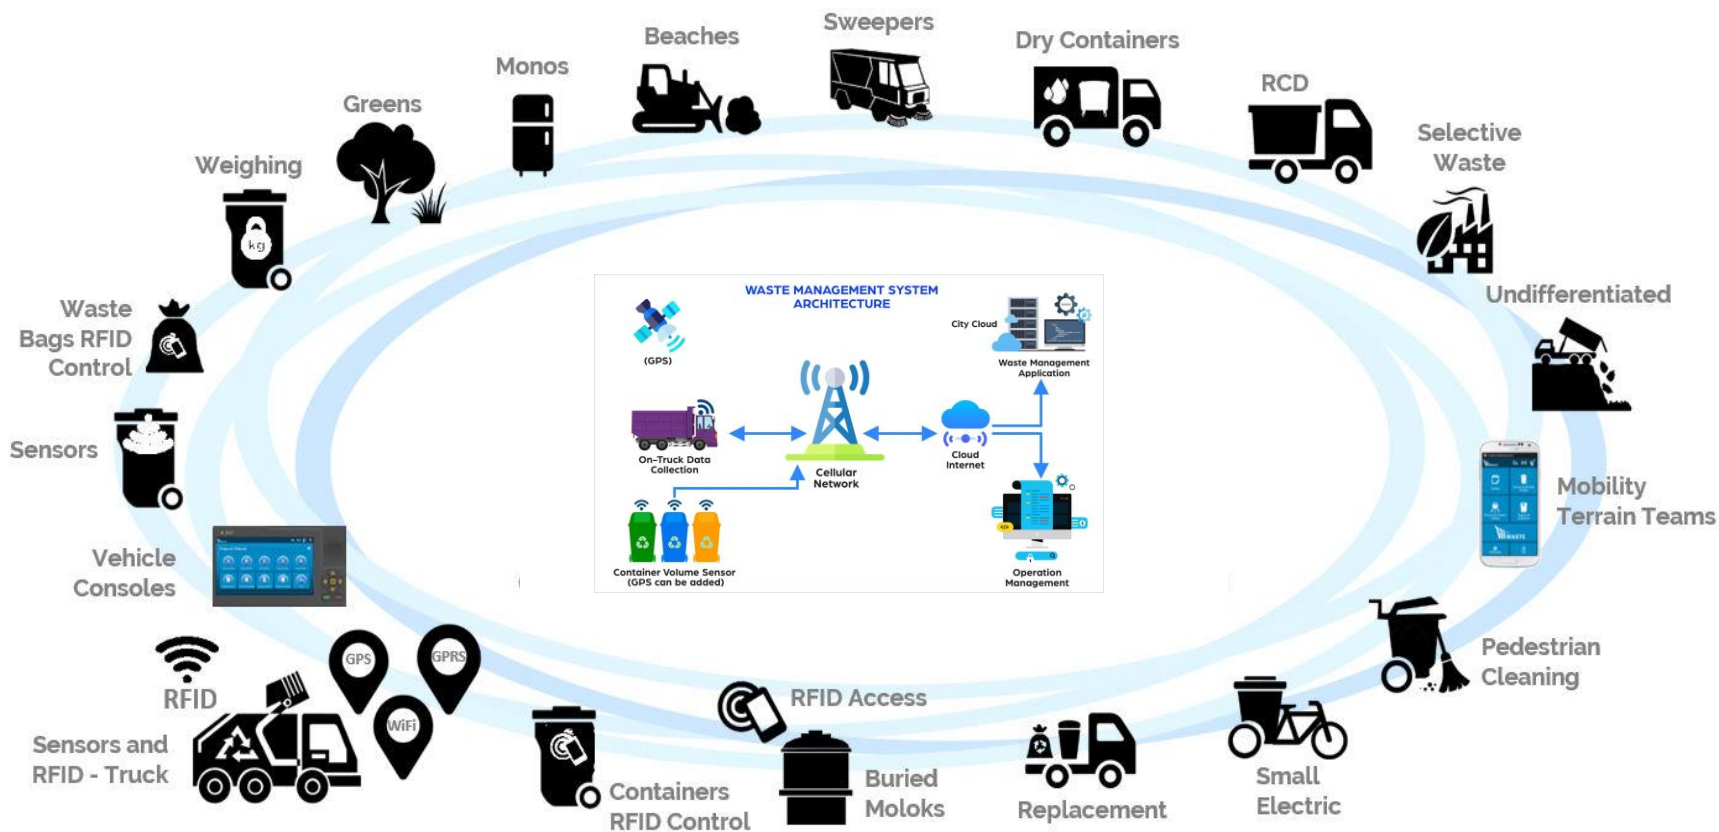 Sweepers
Beaches
Dry Containers
Monos
RCD
Greens
Selective
Waste
Weighing
kg
Undifferentiated
Waste
Bags RFID
Control
Sensors
Mobility
Terrain Teams
WASTE
Vehicle
Consoles
WASTE MANAGEMENT SYSTEM
ARCHITECTURE
(GPS)
City Cloud
Waste Management
Application
On-Truck Data
Collection
Cellular
Network
Cloud
Internet
Container Volume Sensor
(GPS can be added)
Operation
Management
Pedestrian
Cleaning
RFID
GPS
GPRS
WiFi
Sensors and
RFID - Truck
Containers
RFID Control
RFID Access
Buried
Moloks
Replacement
Small
Electric